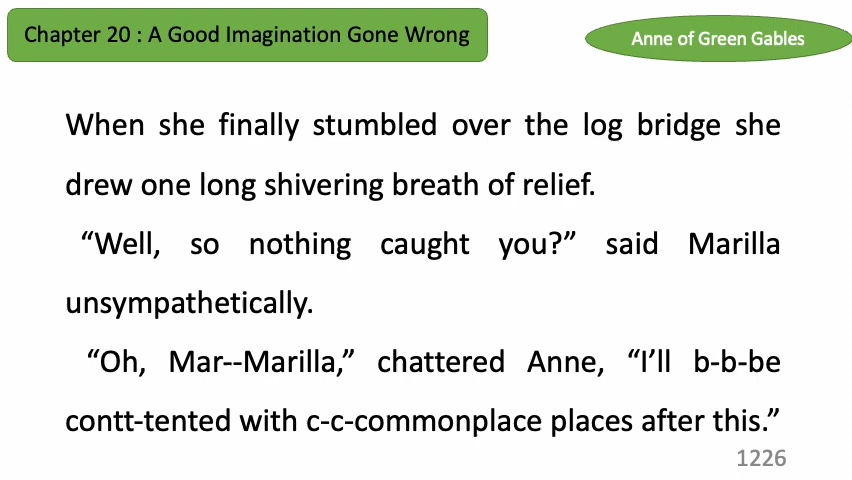 Chapter 20 : A Good Imagination Gone Wrong
Anne of Green Gables
When she finally stumbled over the log bridge she
drew one long shivering breath of relief.
“Well, so nothing caught you?” said Marilla
unsympathetically.
“Oh, Mar--Marilla,” chattered Anne, “I’ll b-b-be
contt-tented with c-c-commonplace places after this.”
1226